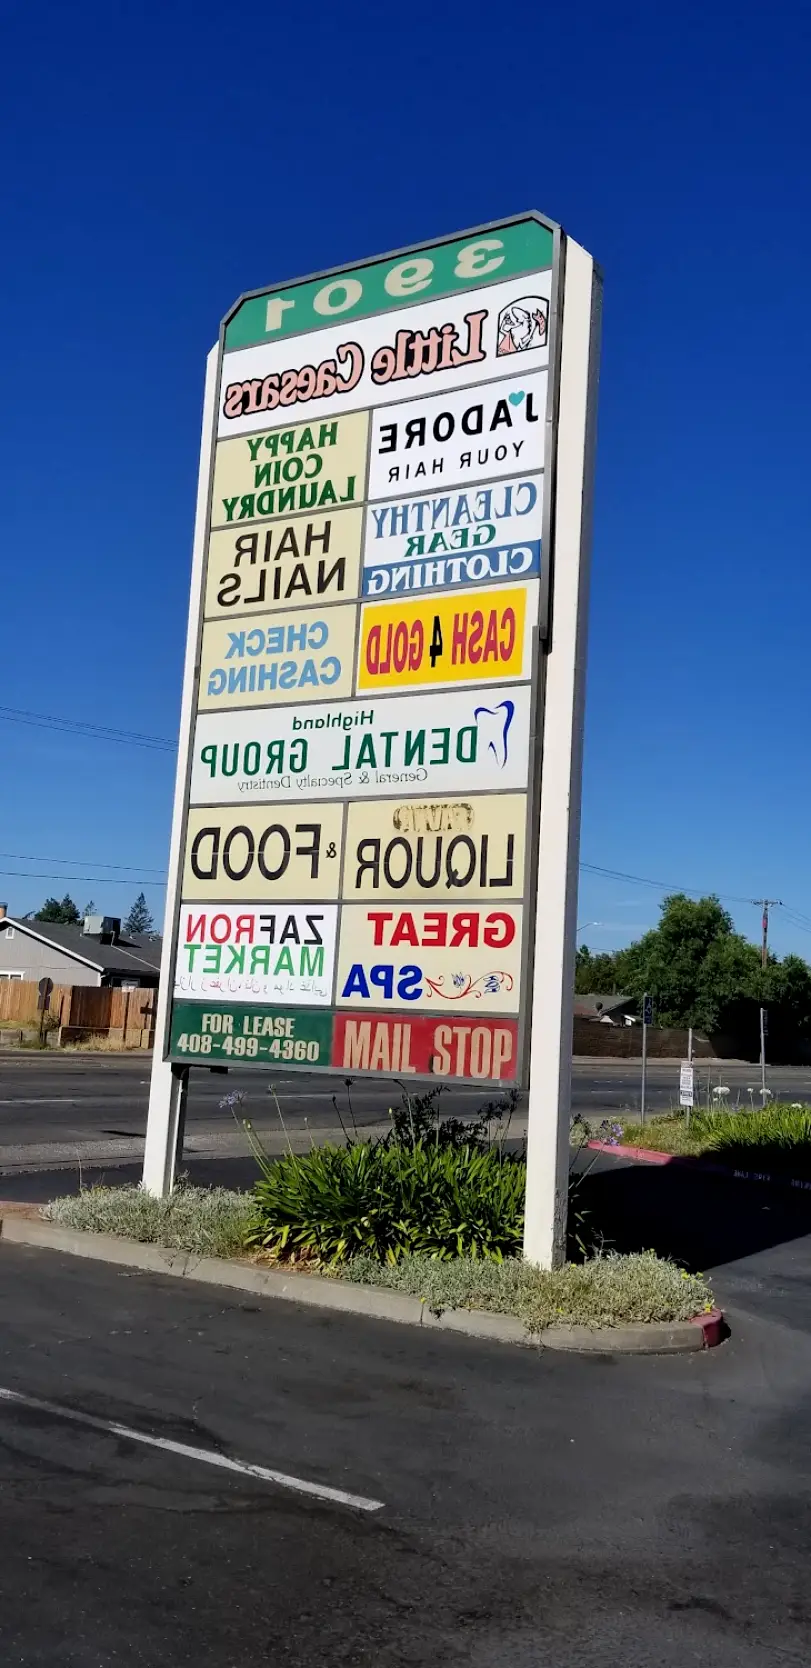 3901
Little Caesars
J'ADORE
YOUR HAIR
HAPPY
COIN
LAUNDRY
CLEANTHY
GEAR
CLOTHING
HAIR
NAILS
CASH 4 GOLD
CHECK
CASHING
Highland
DENTAL GROUP
General & Specialty Dentistry
LIQUOR
& FOOD
GREAT
SPA
ZAFRON
MARKET
FOR LEASE
408-499-4360
MAIL STOP